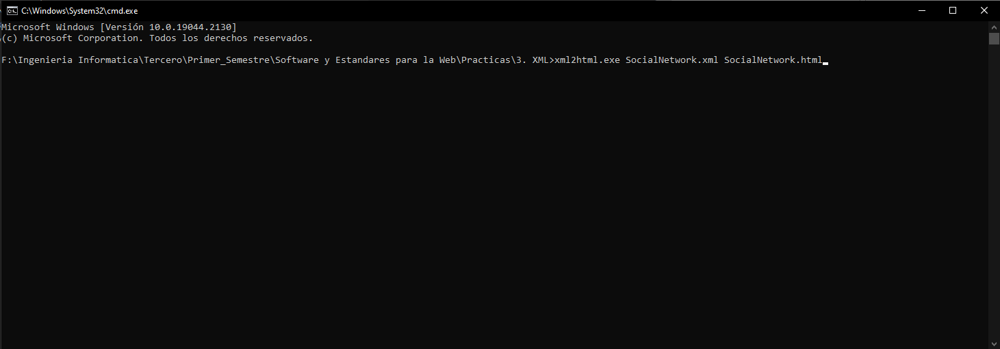 C:\Windows\System32\cmd.exe
Microsoft Windows [Versión 10.0.19044.2130]
(c) Microsoft Corporation. Todos los derechos reservados.
F:\Ingenieria Informatica\Tercero\Primer_Semestre\Software y Estandares para la Web\Practicas\3. XML>xml2html.exe SocialNetwork.xml SocialNetwork.html